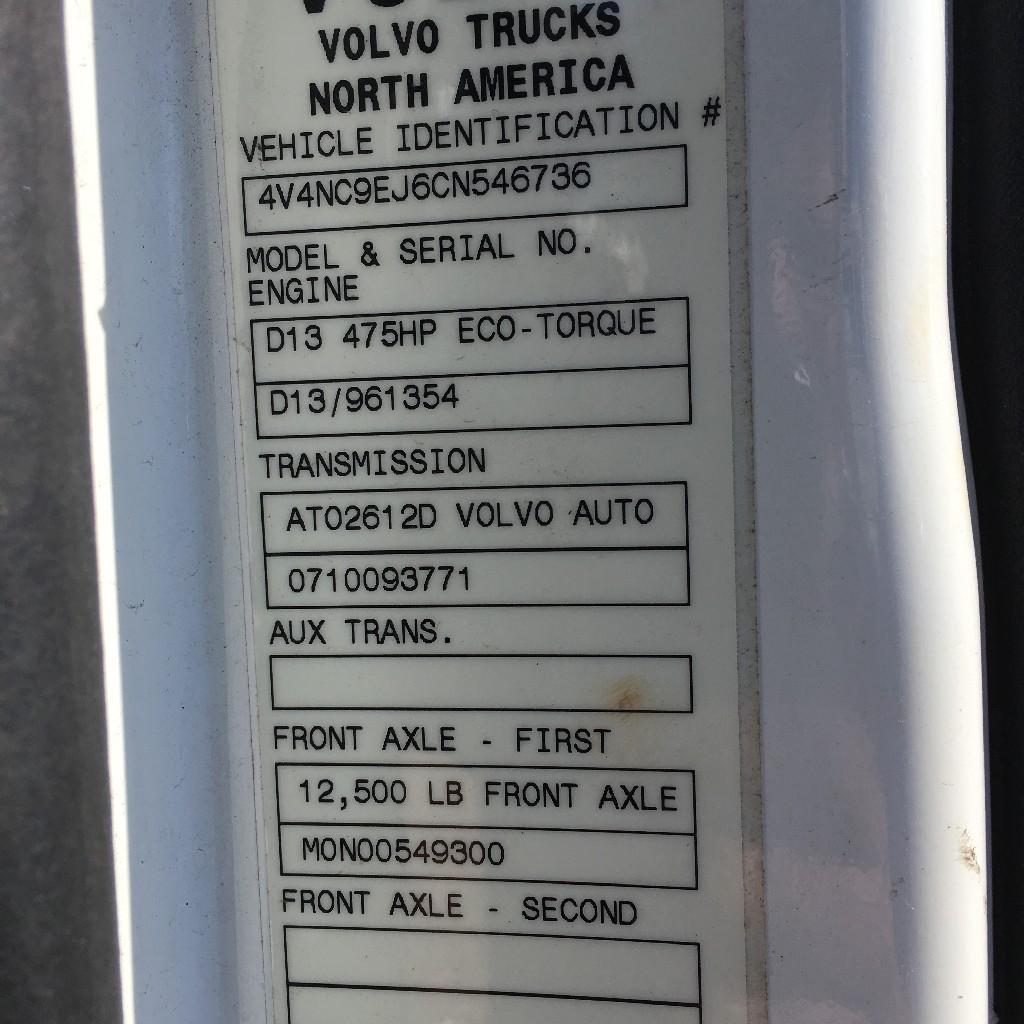 VOLVO TRUCKS
NORTH AMERICA
VEHICLE IDENTIFICATION #
4V4NC9EJ6CN546736
MODEL & SERIAL NO.
ENGINE
D13 475HP ECO-TORQUE
D13/961354
TRANSMISSION
ATO2612D VOLVO AUTO
0710093771
AUX TRANS.
FRONT AXLE - FIRST
12,500 LB FRONT AXLE
MON00549300
FRONT AXLE - SECOND